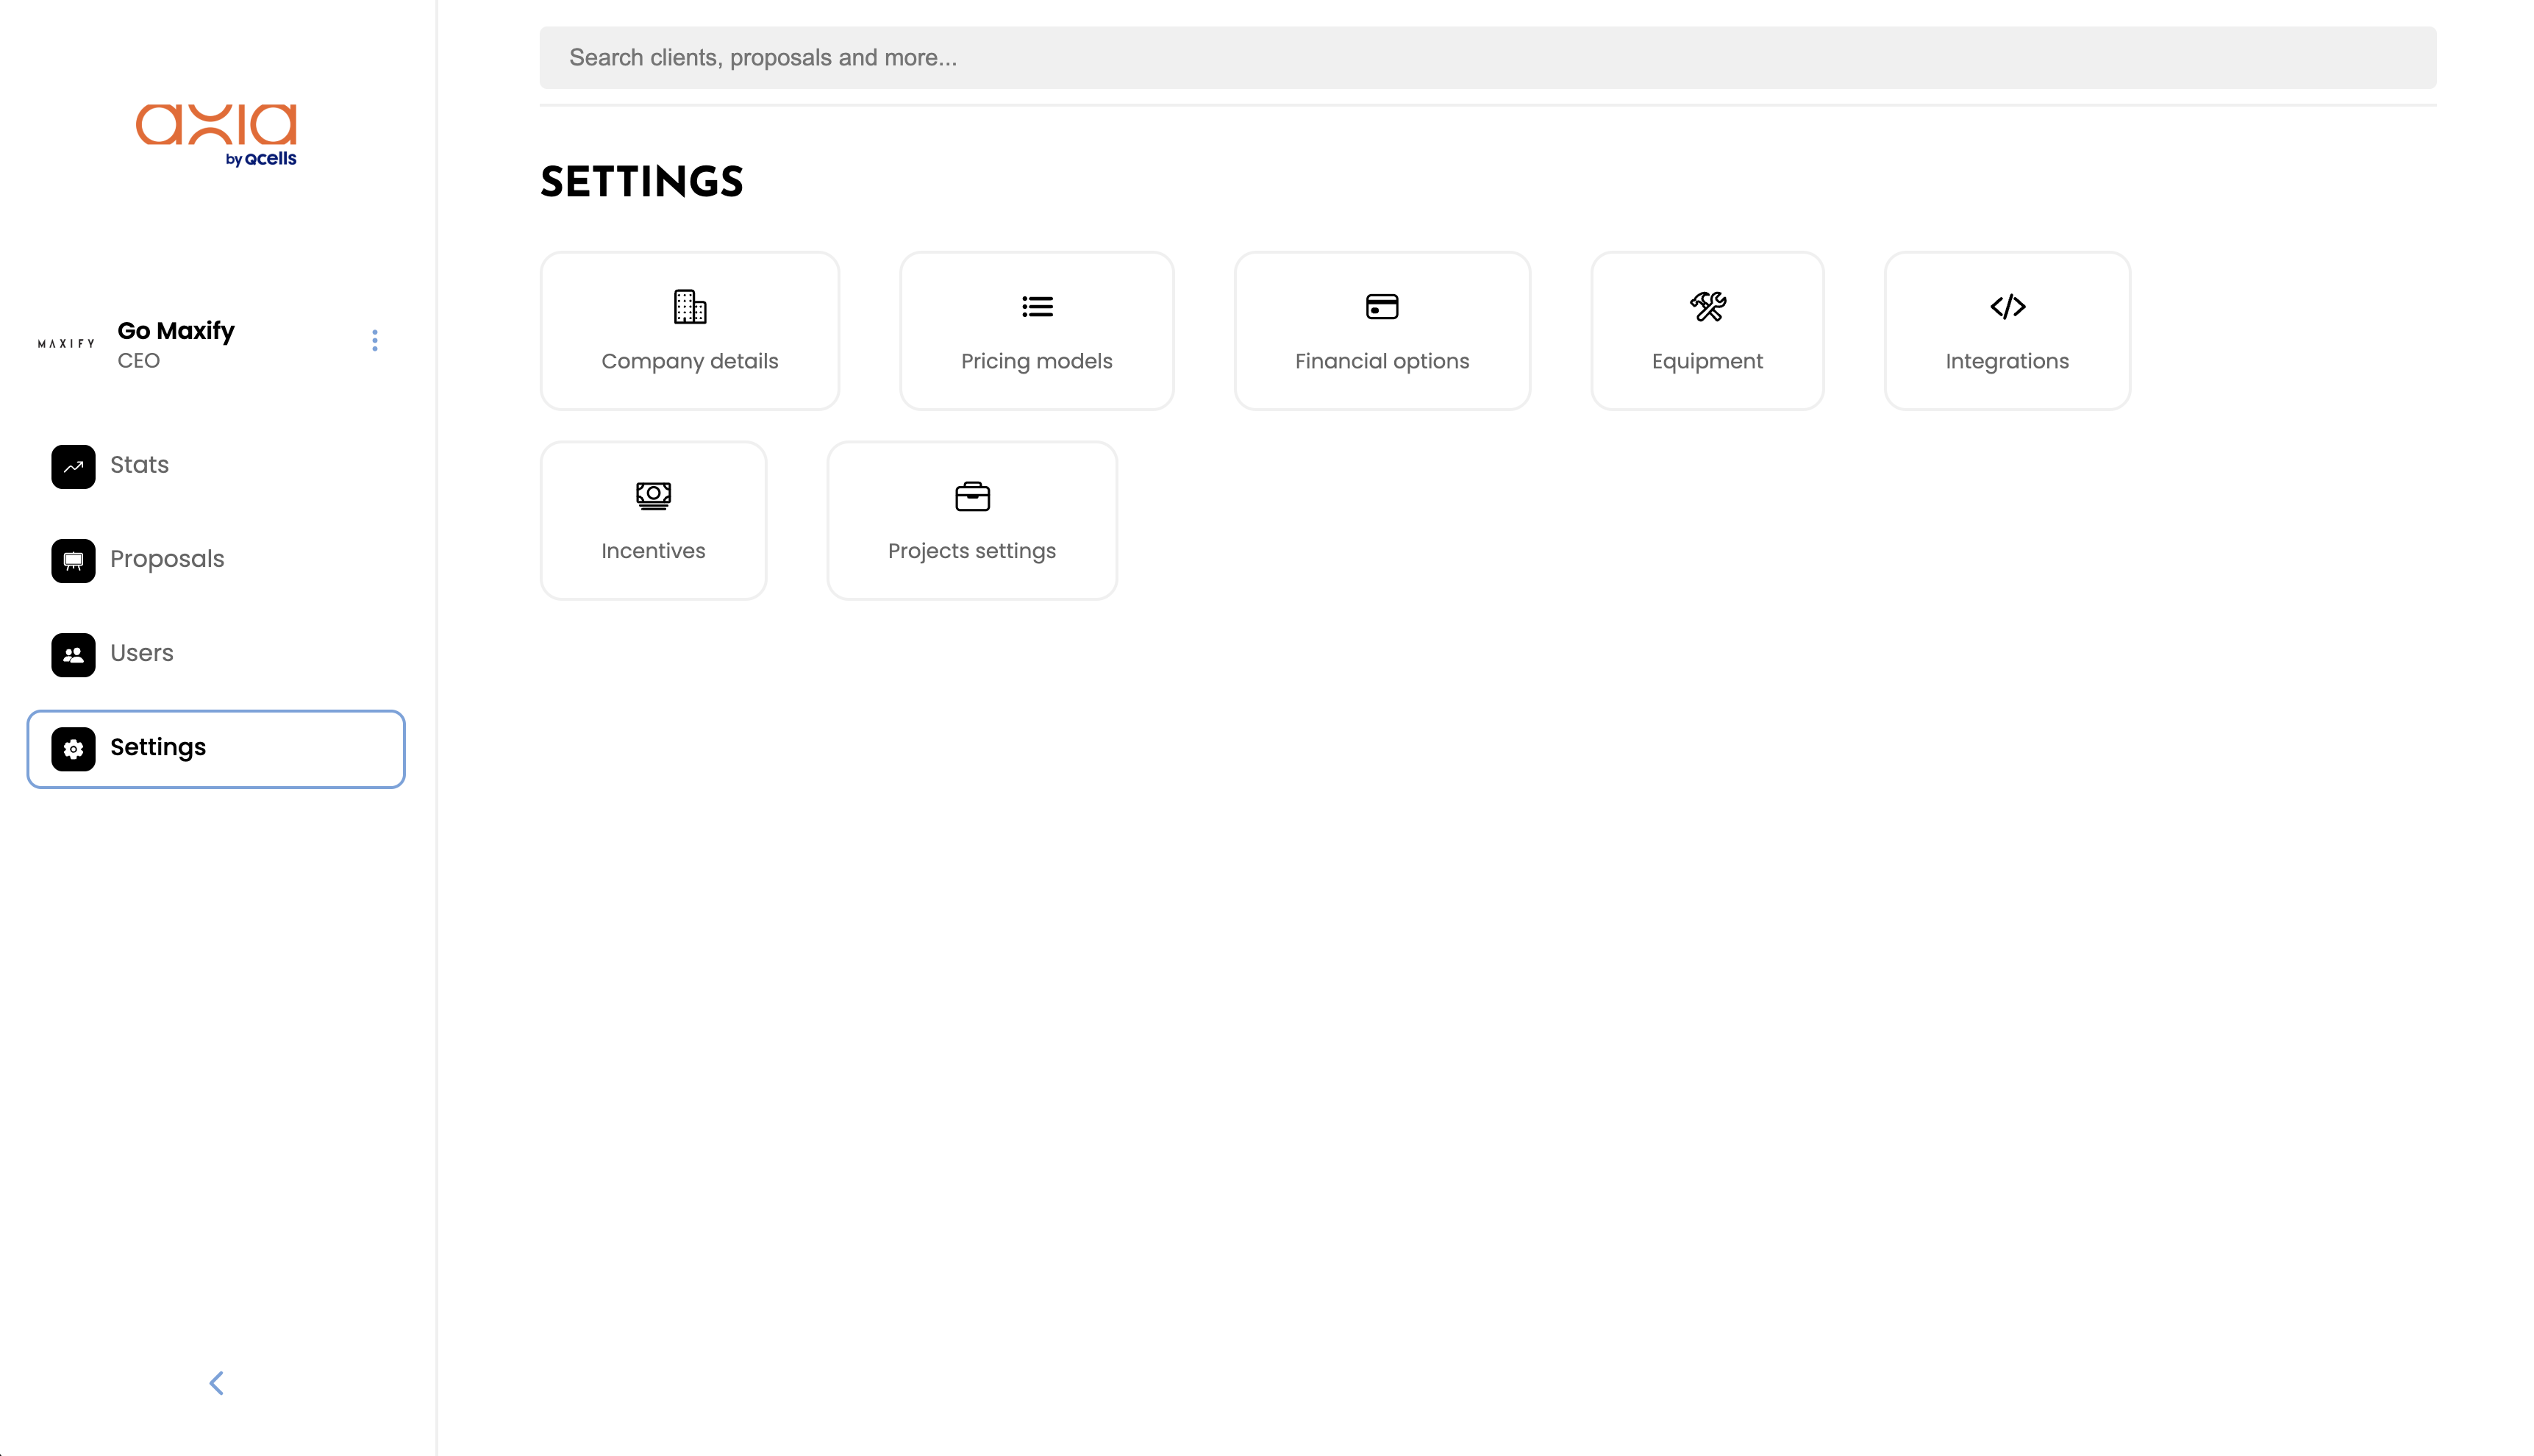 axia
by Qcells
Search clients, proposals and more...
SETTINGS
MAXIFY
Go Maxify
CEO
Stats
Proposals
Users
Settings
Company details
Pricing models
Financial options
Equipment
Integrations
Incentives
Projects settings